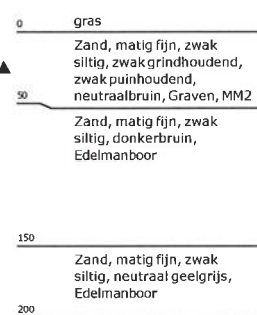 0 gras
Zand, matig fijn, zwak
siltig, zwak grindhoudend,
zwak puinhoudend,
neutraalbruin, Graven, MM2
50
Zand, matig fijn, zwak
siltig, donkerbruin,
Edelmanboor
150
Zand, matig fijn, zwak
siltig, neutraal geelgrijs,
Edelmanboor
200